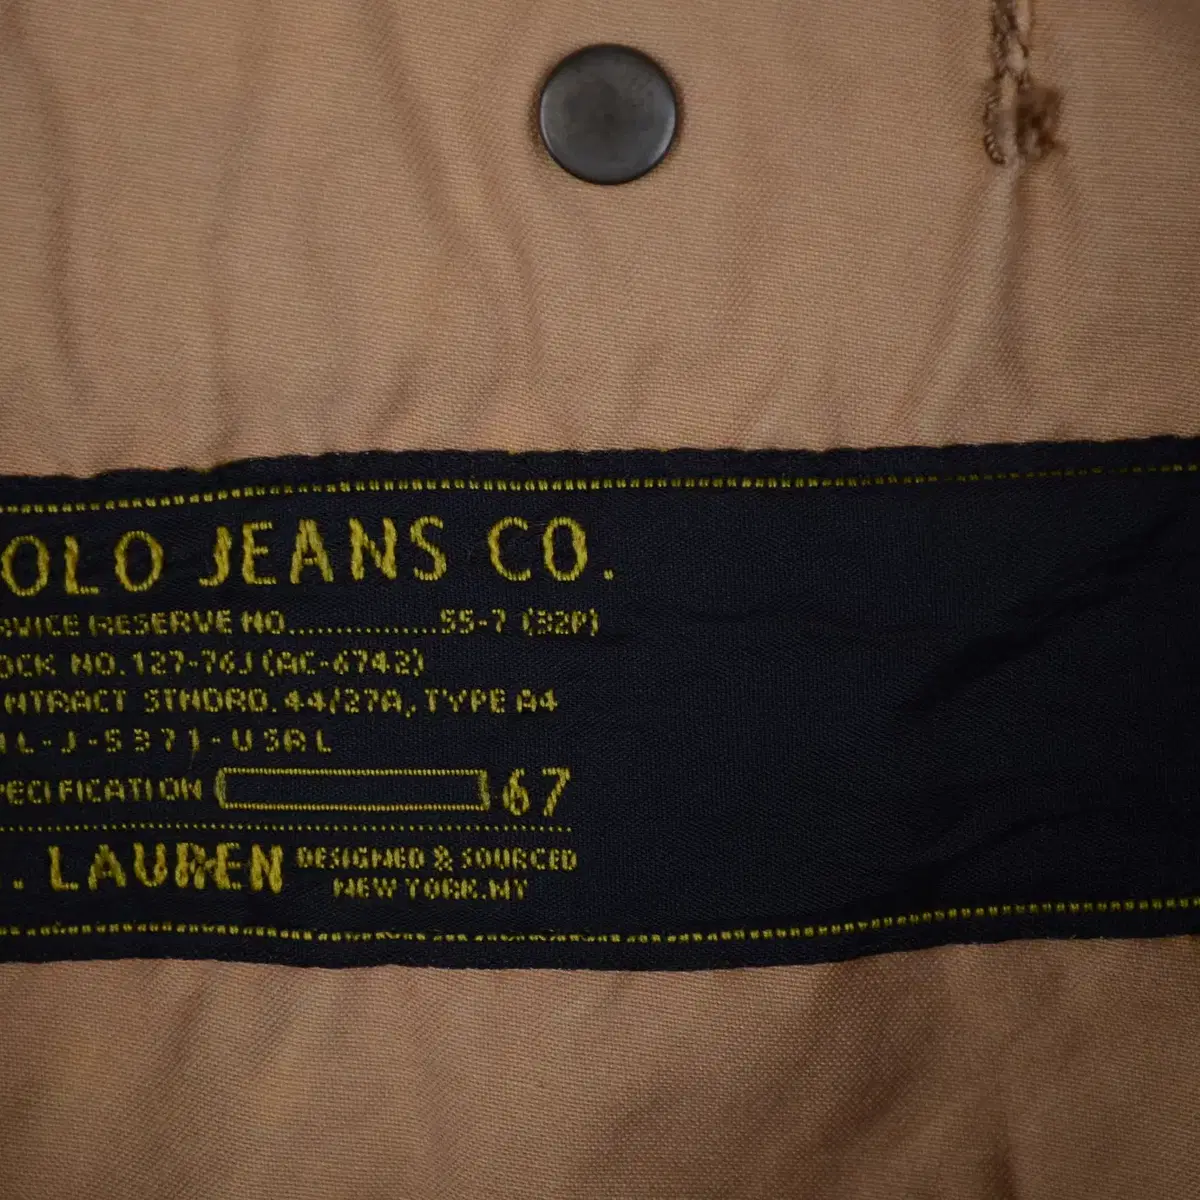 OLO JEANS CO.
RVICE RESERVE NO...............55-7 (32P)
OCK NO. 127-76J (AC-6742)
NTRACT STNDRD. 44/27A, TYPE A4
IL-J-5371-USRL
PECIFICATION 67
. LAUREN DESIGNED & SOURCED
NEW YORK.NY